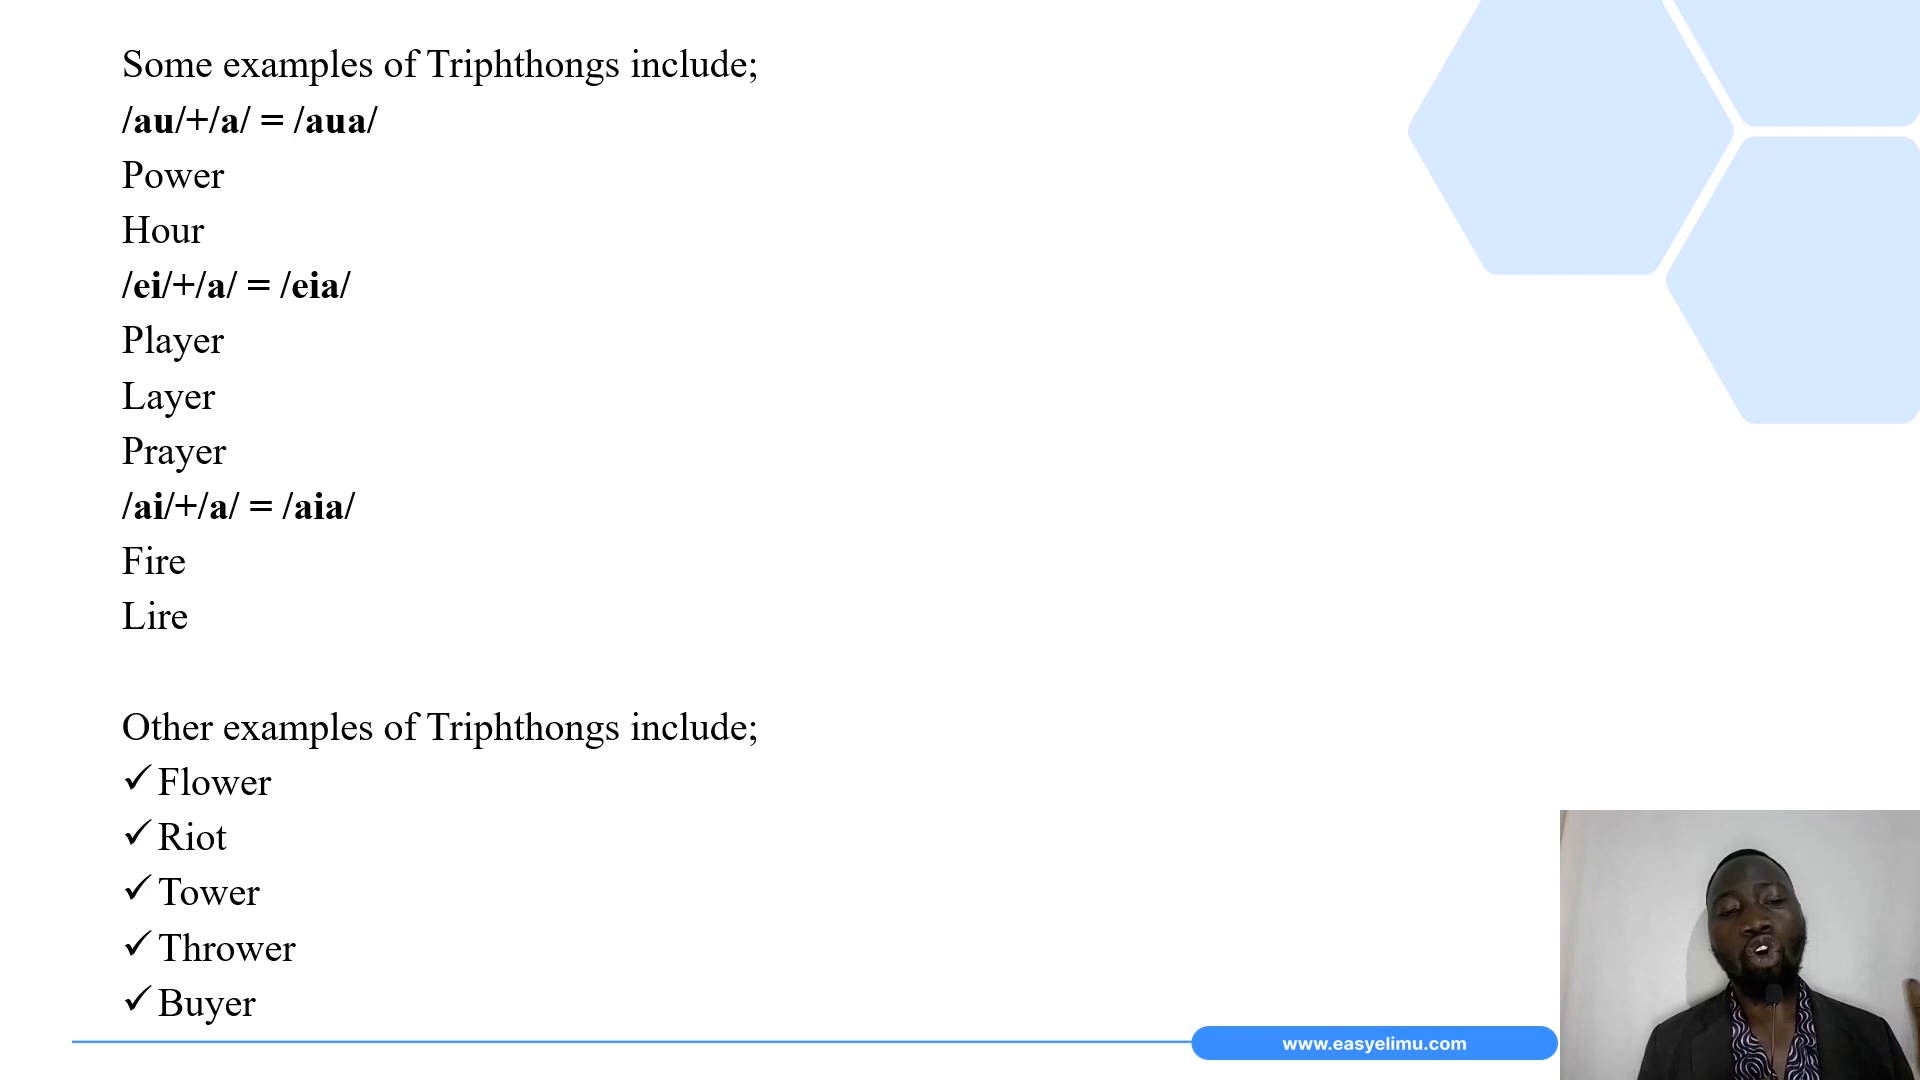 Some examples of Triphthongs include;
/au/+/a/ = /aua/
Power
Hour
/ei/+/a/ = /eia/
Player
Layer
Prayer
/ai/+/a/ = /aia/
Fire
Lire
Other examples of Triphthongs include;
✓ Flower
✓ Riot
✓ Tower
✓ Thrower
✓ Buyer
www.easyelimu.com